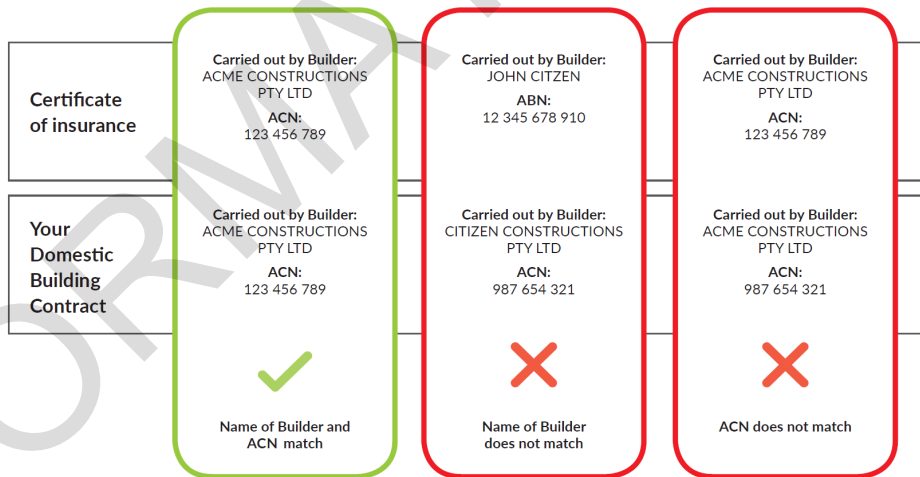 Certificate
of insurance
Carried out by Builder:
ACME CONSTRUCTIONS
PTY LTD
ACN:
123 456 789
Carried out by Builder:
JOHN CITZEN
ABN:
12 345 678 910
Carried out by Builder:
ACME CONSTRUCTIONS
PTY LTD
ACN:
123 456 789
Your
Domestic
Building
Contract
Carried out by Builder:
ACME CONSTRUCTIONS
PTY LTD
ACN:
123 456 789
Carried out by Builder:
CITIZEN CONSTRUCTIONS
PTY LTD
ACN:
987 654 321
Carried out by Builder:
ACME CONSTRUCTIONS
PTY LTD
ACN:
987 654 321
Name of Builder and
ACN match
Name of Builder
does not match
ACN does not match
ORMA